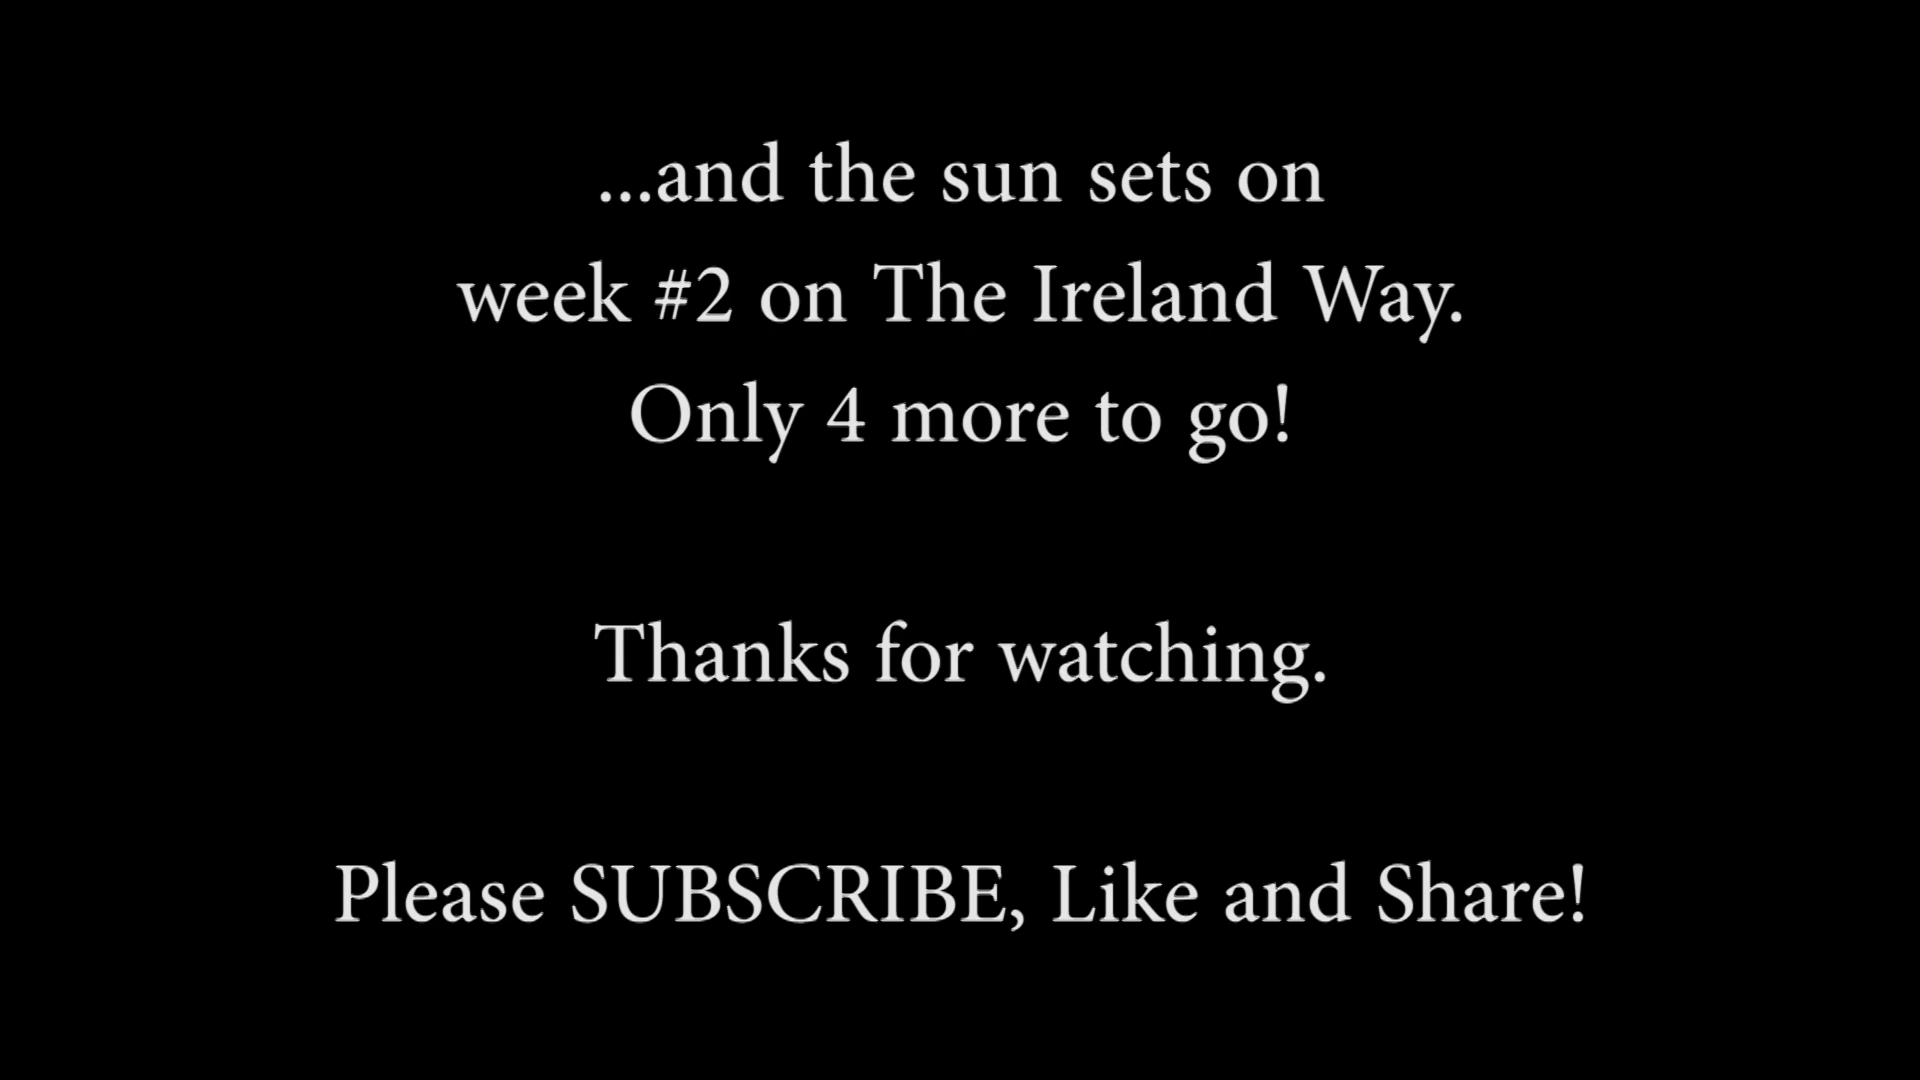 ...and the sun sets on
week #2 on The Ireland Way.
Only 4 more to go!
Thanks for watching.
Please SUBSCRIBE, Like and Share!